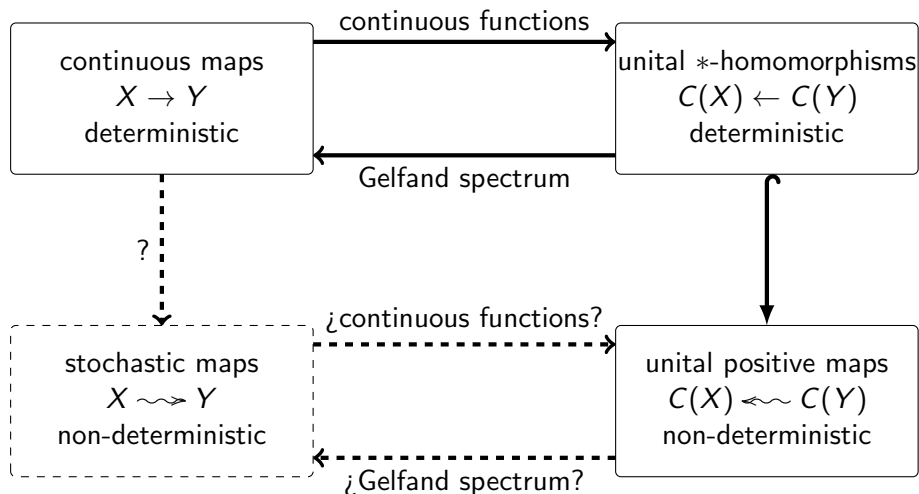 continuous functions
continuous maps
X → Y
deterministic
unital ∗-homomorphisms
C(X) ← C(Y)
deterministic
Gelfand spectrum
?
¿continuous functions?
stochastic maps
X ⇝ Y
non-deterministic
unital positive maps
C(X) ⇜ C(Y)
non-deterministic
¿Gelfand spectrum?